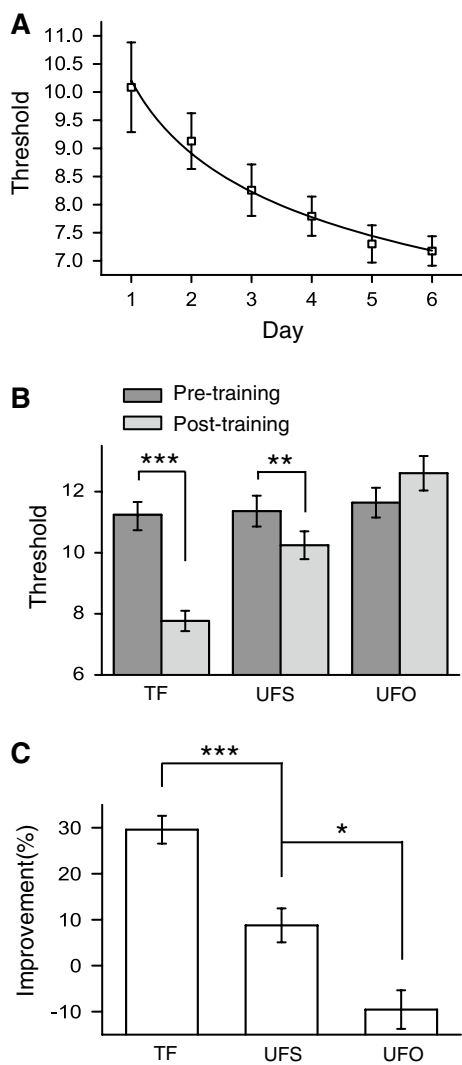 A
11.0
10.5
10.0
9.5
9.0
8.5
8.0
7.5
7.0
Threshold
1 2 3 4 5 6
Day
B
Pre-training
Post-training
*** **
12
10
8
6
Threshold
TF UFS UFO
C
***
*
30
20
10
0
-10
Improvement(%)
TF UFS UFO